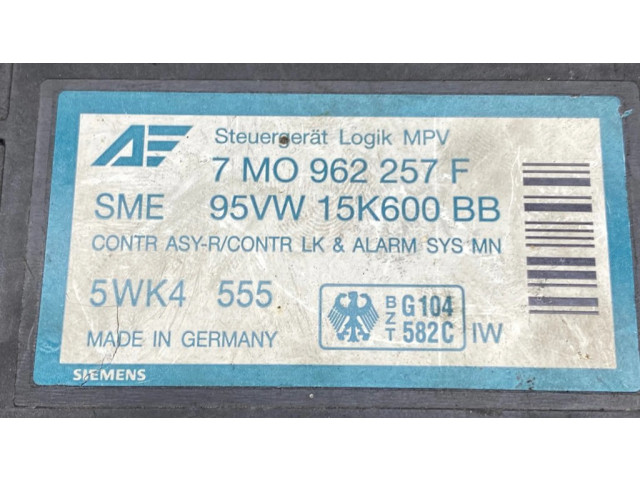 AE Steuergerät Logik MPV
7 MO 962 257 F
SME 95VW 15K600 BB
CONTR ASY-R/CONTR LK & ALARM SYS MN
5WK4 555
BZT G104 582C IW
MADE IN GERMANY
SIEMENS